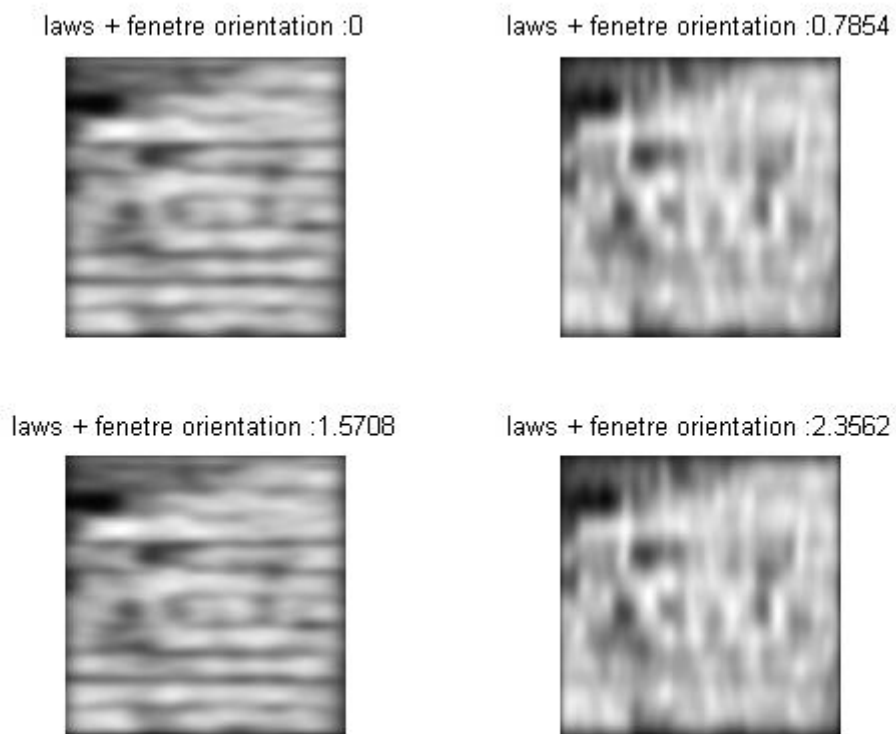 laws + fenetre orientation :0
laws + fenetre orientation :0.7854
laws + fenetre orientation :1.5708
laws + fenetre orientation :2.3562